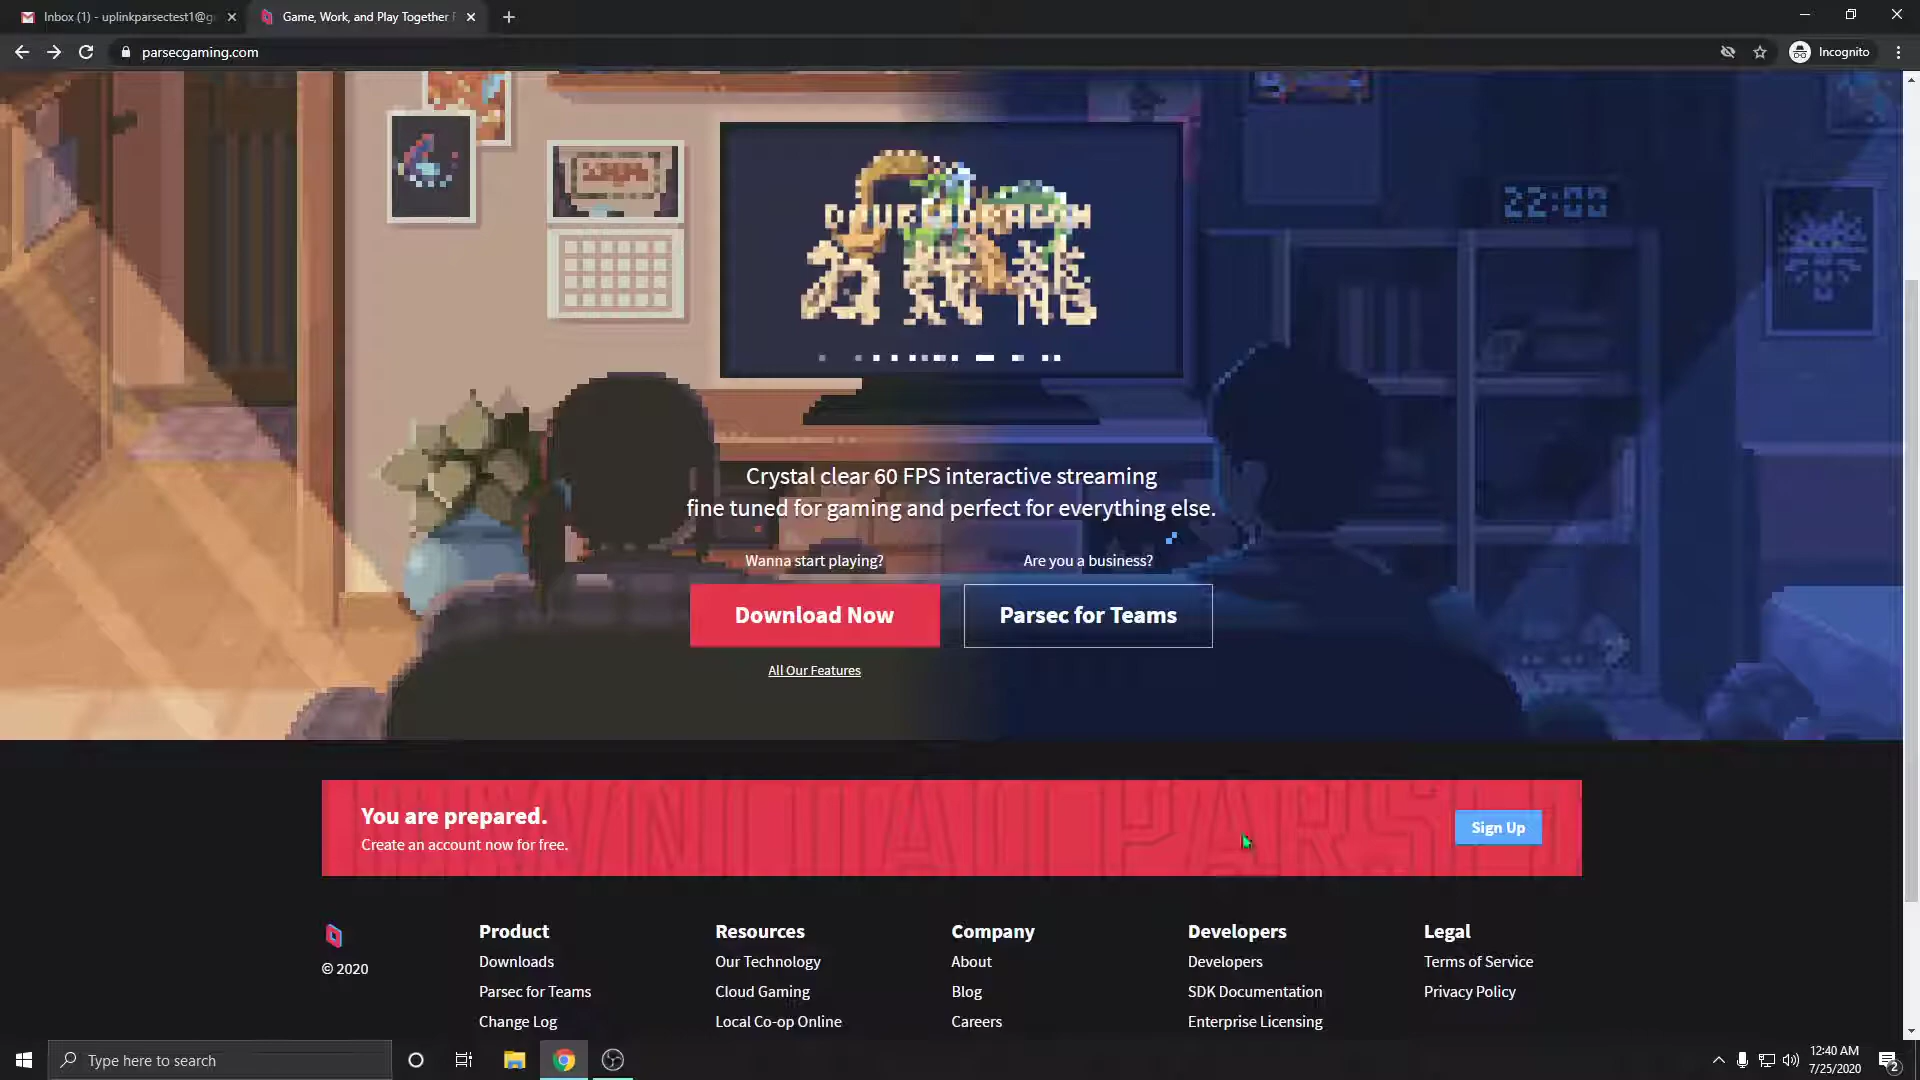 Inbox (1) - uplinkparsectest1@g
Game, Work, and Play Together
parsecgaming.com
Incognito
22:00
Crystal clear 60 FPS interactive streaming
fine tuned for gaming and perfect for everything else.
Wanna start playing?
Are you a business?
Download Now
Parsec for Teams
All Our Features
You are prepared.
Create an account now for free.
Sign Up
© 2020
Product
Downloads
Parsec for Teams
Change Log
Resources
Our Technology
Cloud Gaming
Local Co-op Online
Company
About
Blog
Careers
Developers
Developers
SDK Documentation
Enterprise Licensing
Legal
Terms of Service
Privacy Policy
Type here to search
12:40 AM
7/25/2020
2